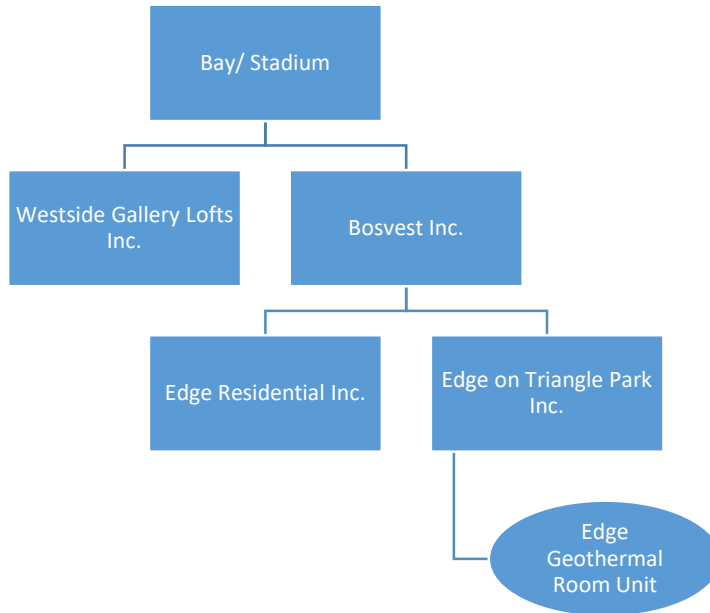 Bay/ Stadium
Westside Gallery Lofts
Inc.
Bosvest Inc.
Edge Residential Inc.
Edge on Triangle Park
Inc.
Edge
Geothermal
Room Unit